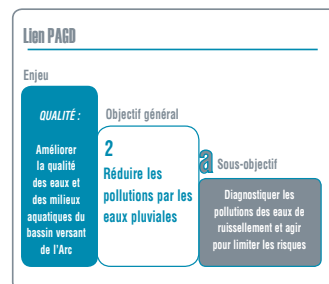 Lien PAGD
Enjeu
QUALITÉ :
Améliorer
la qualité
des eaux et
des milieux
aquatiques du
bassin versant
de l'Arc
Objectif général
2
Réduire les
pollutions par les
eaux pluviales
a Sous-objectif
Diagnostiquer les
pollutions des eaux de
ruissellement et agir
pour limiter les risques